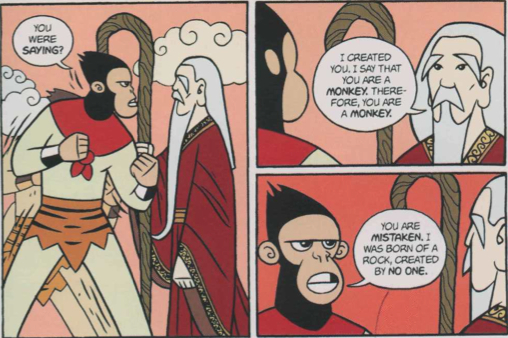 YOU
WERE
SAYING?
I CREATED
YOU. I SAY THAT
YOU ARE A
MONKEY. THERE-
FORE, YOU ARE
A MONKEY.
YOU ARE
MISTAKEN. I
WAS BORN OF A
ROCK, CREATED
BY NO ONE.